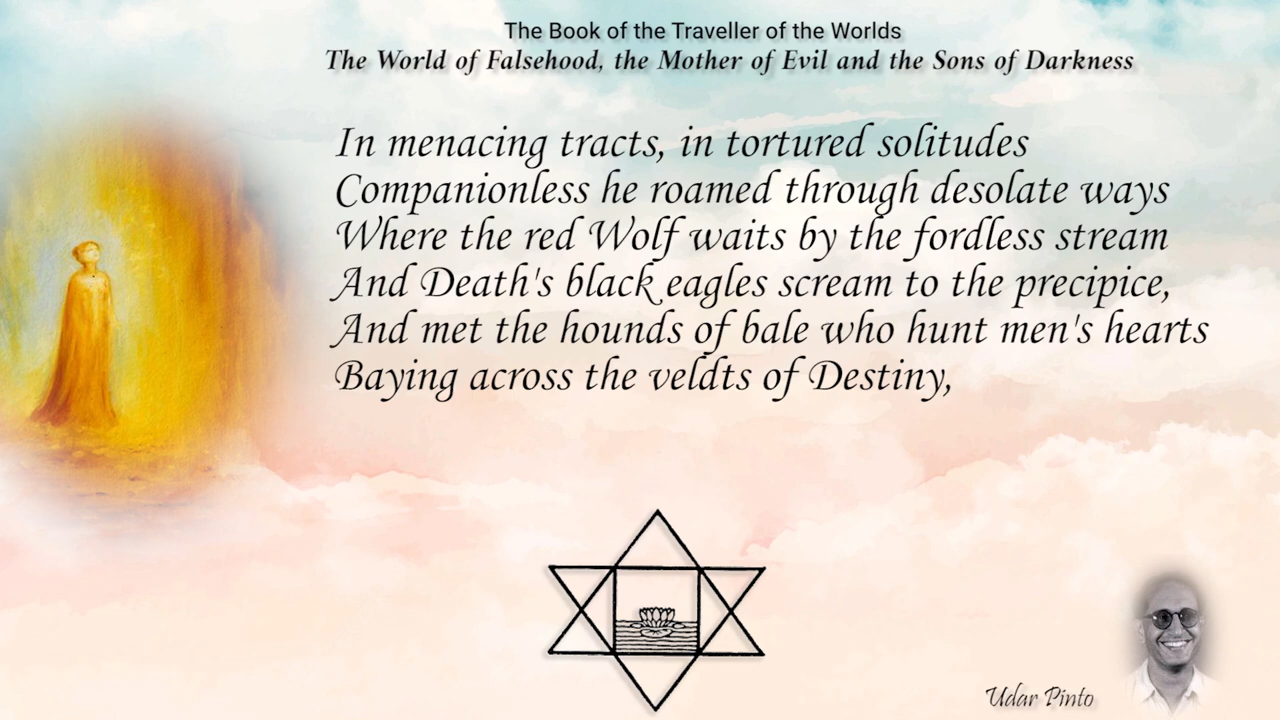 The Book of the Traveller of the Worlds
The World of Falsehood, the Mother of Evil and the Sons of Darkness
In menacing tracts, in tortured solitudes
Companionless he roamed through desolate ways
Where the red Wolf waits by the fordless stream
And Death's black eagles scream to the precipice,
And met the hounds of bale who hunt men's hearts
Baying across the veldts of Destiny,
Udar Pinto